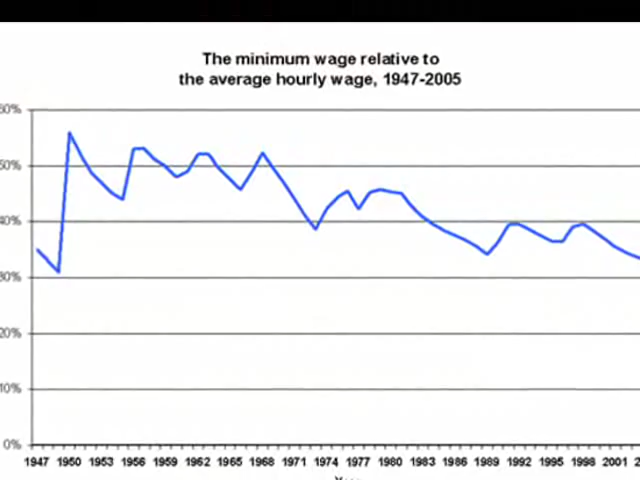 The minimum wage relative to
the average hourly wage, 1947-2005
60%
50%
40%
30%
20%
10%
0%
1947 1950 1953 1956 1959 1962 1965 1968 1971 1974 1977 1980 1983 1986 1989 1992 1995 1998 2001